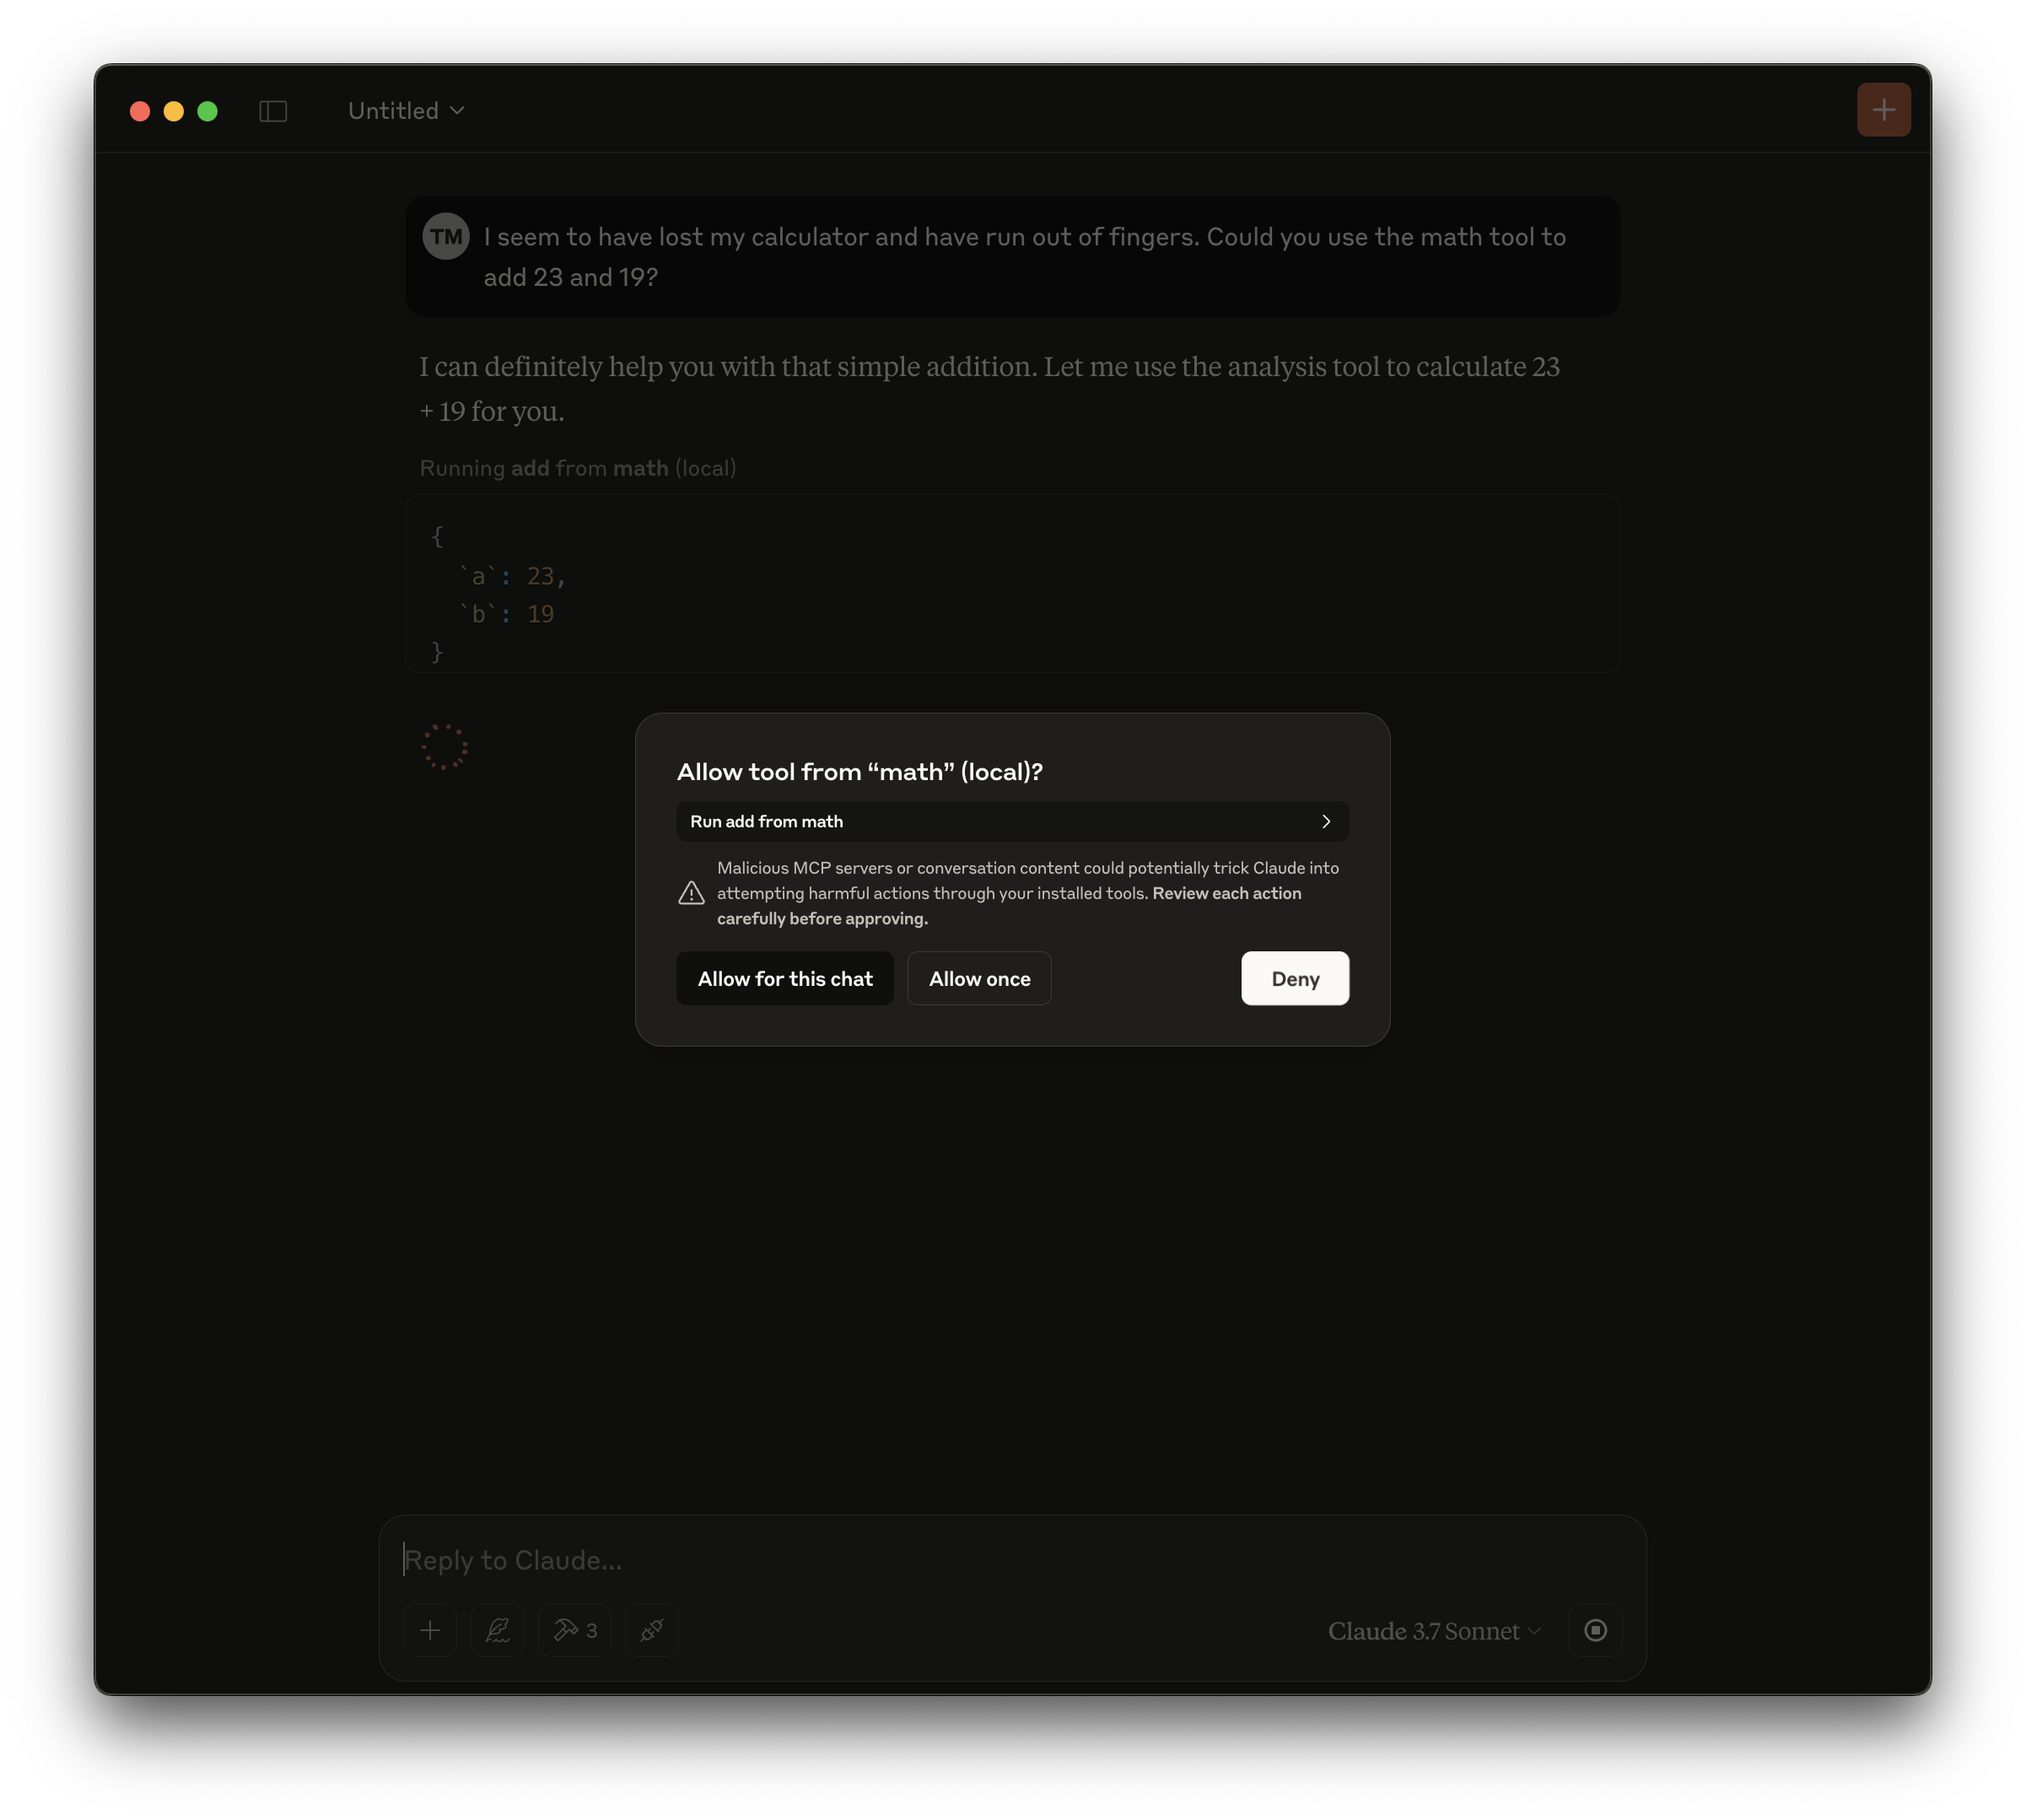 Untitled
TM
I seem to have lost my calculator and have run out of fingers. Could you use the math tool to
add 23 and 19?
I can definitely help you with that simple addition. Let me use the analysis tool to calculate 23
+ 19 for you.
Running add from math (local)
{
`a`: 23,
`b`: 19
}
Allow tool from “math” (local)?
Run add from math
Malicious MCP servers or conversation content could potentially trick Claude into
attempting harmful actions through your installed tools. Review each action
carefully before approving.
Allow for this chat
Allow once
Deny
Reply to Claude...
3
Claude 3.7 Sonnet